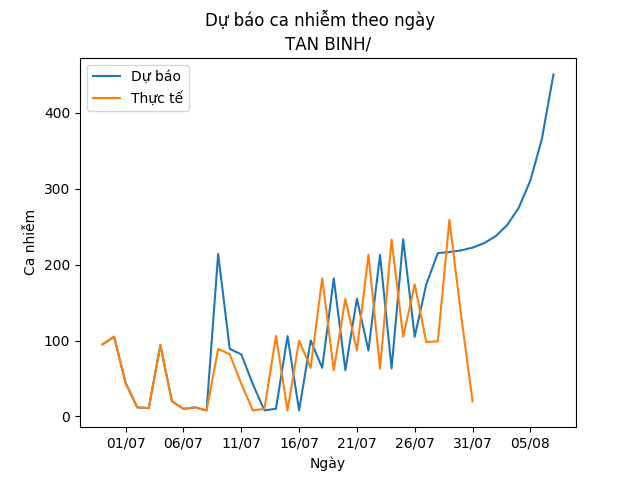 Dự báo ca nhiễm theo ngày
TAN BINH/
Dự báo
Thực tế
400
300
200
100
0
Ca nhiễm
01/07 06/07 11/07 16/07 21/07 26/07 31/07 05/08
Ngày